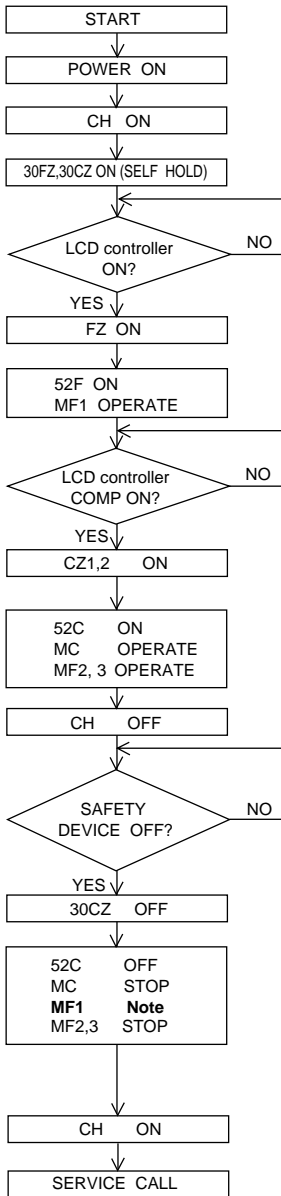 START
POWER ON
CH ON
30FZ,30CZ ON (SELF HOLD)
LCD controller
ON?
NO
YES
FZ ON
52F ON
MF1 OPERATE
LCD controller
COMP ON?
NO
YES
CZ1,2 ON
52C ON
MC OPERATE
MF2, 3 OPERATE
CH OFF
SAFETY
DEVICE OFF?
NO
YES
30CZ OFF
52C OFF
MC STOP
MF1 Note
MF2,3 STOP
CH ON
SERVICE CALL